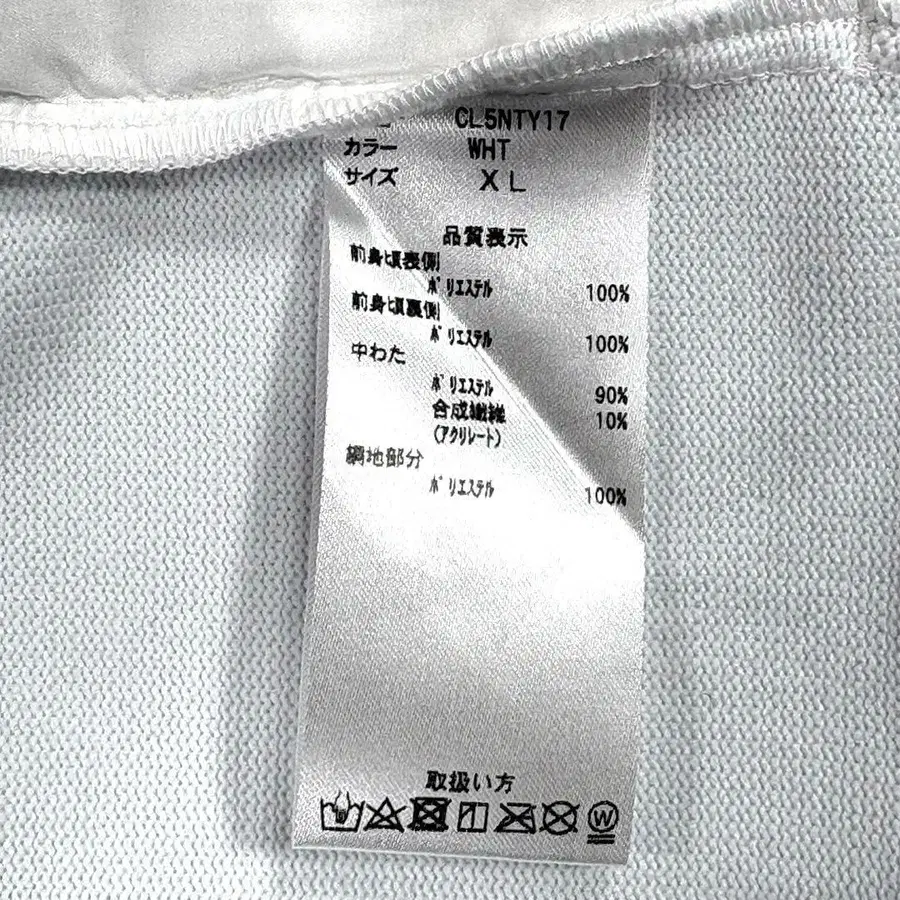 CL5NTY17
カラー WHT
サイズ XL
品質表示
前身頃表側
ポリエステル 100%
前身頃裏側
ポリエステル 100%
中わた
ポリエステル 90%
合成繊維 10%
(アクリレート)
編地部分
ポリエステル 100%
取扱い方
W